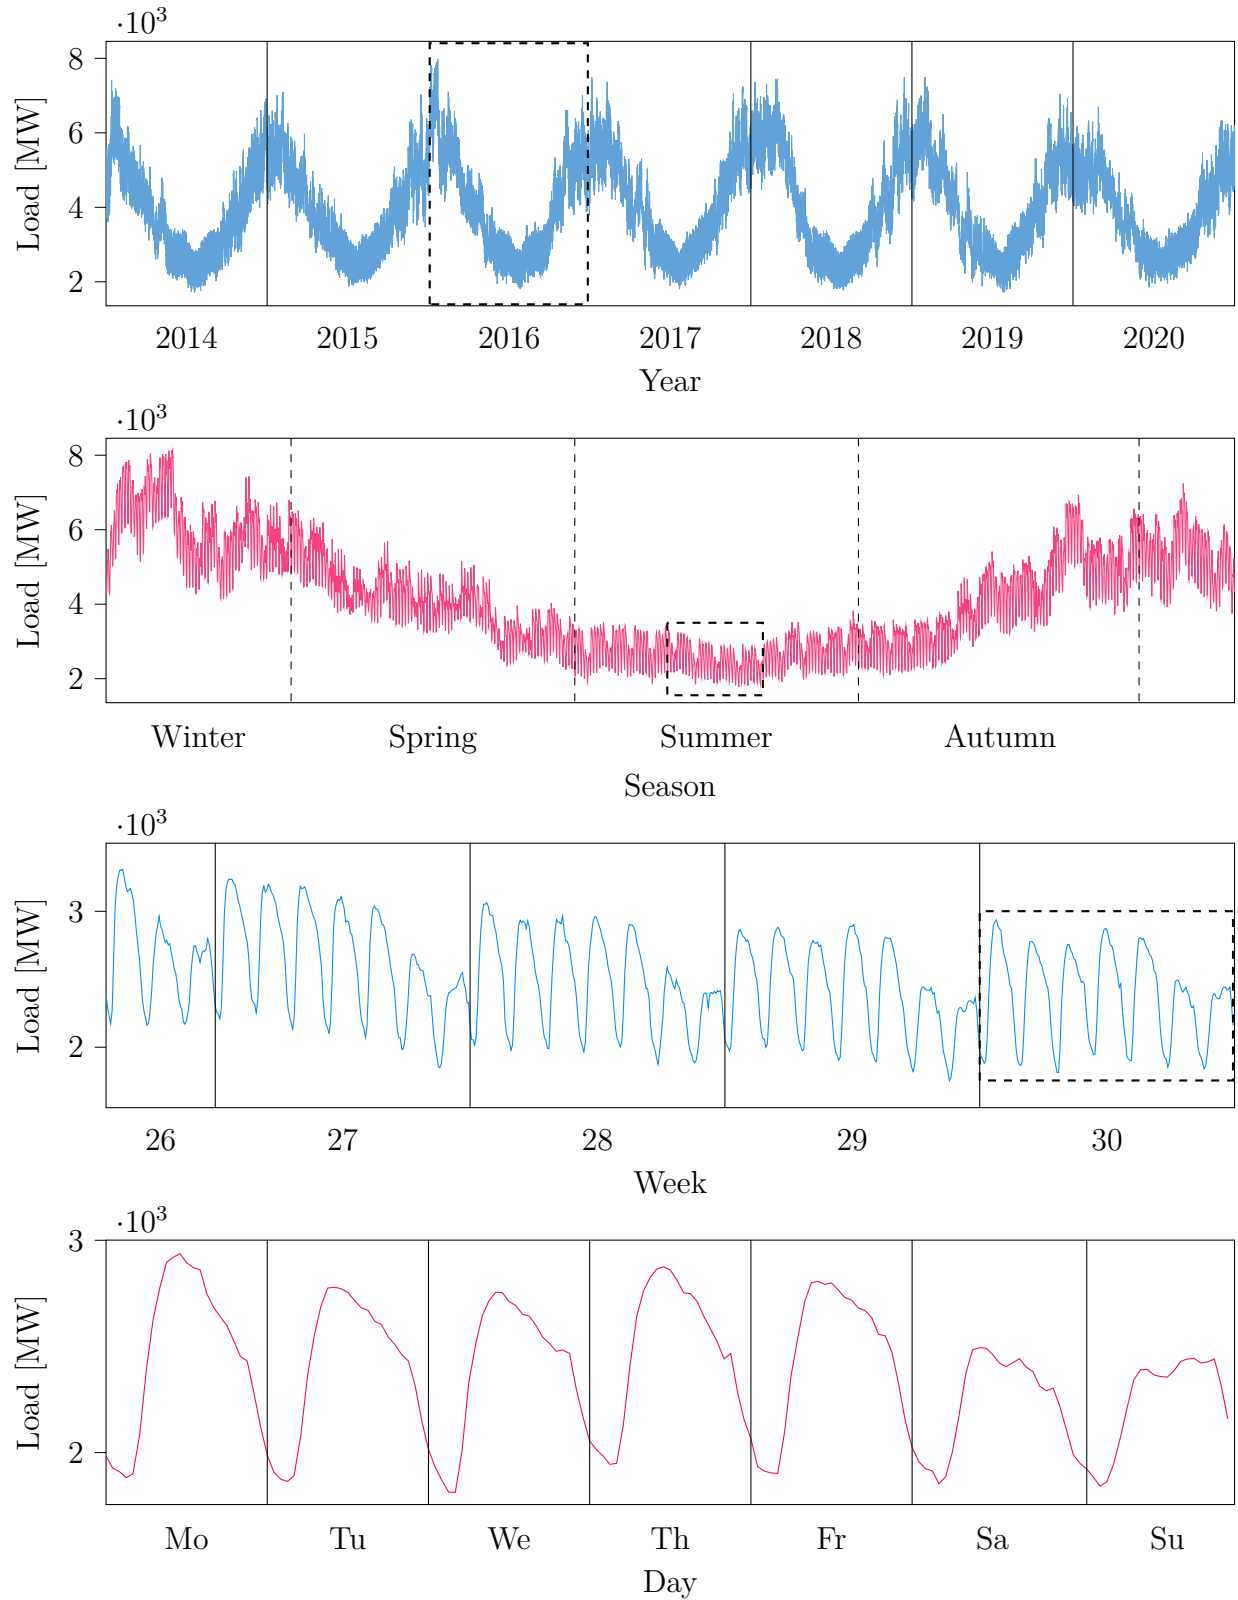 ·10³
Load [MW]
8
6
4
2
2014 2015 2016 2017 2018 2019 2020
Year
·10³
Load [MW]
8
6
4
2
Winter Spring Summer Autumn
Season
·10³
Load [MW]
3
2
26 27 28 29 30
Week
·10³
Load [MW]
3
2
Mo Tu We Th Fr Sa Su
Day